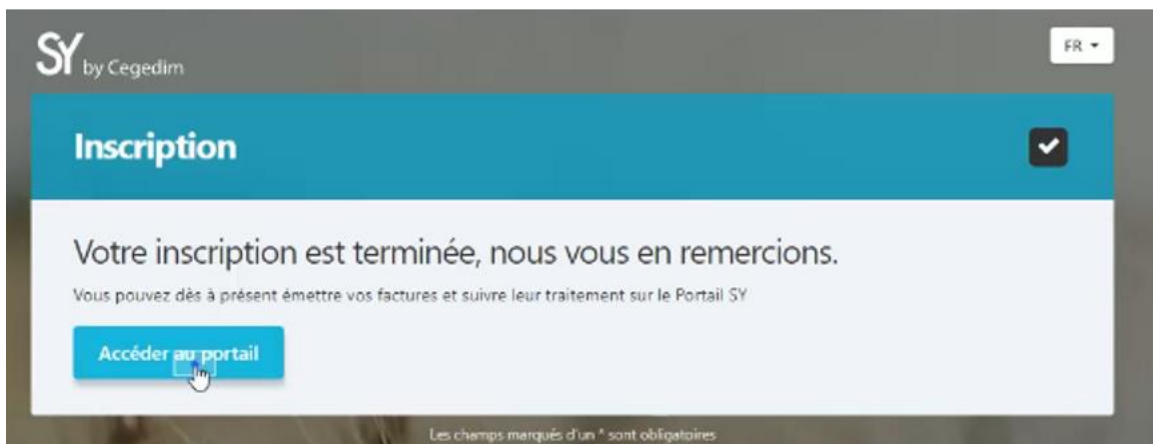 SY by Cegedim
FR
Inscription
Votre inscription est terminée, nous vous en remercions.
Vous pouvez dès à présent émettre vos factures et suivre leur traitement sur le Portail SY
Accéder au portail
Les champs marqués d'un * sont obligatoires